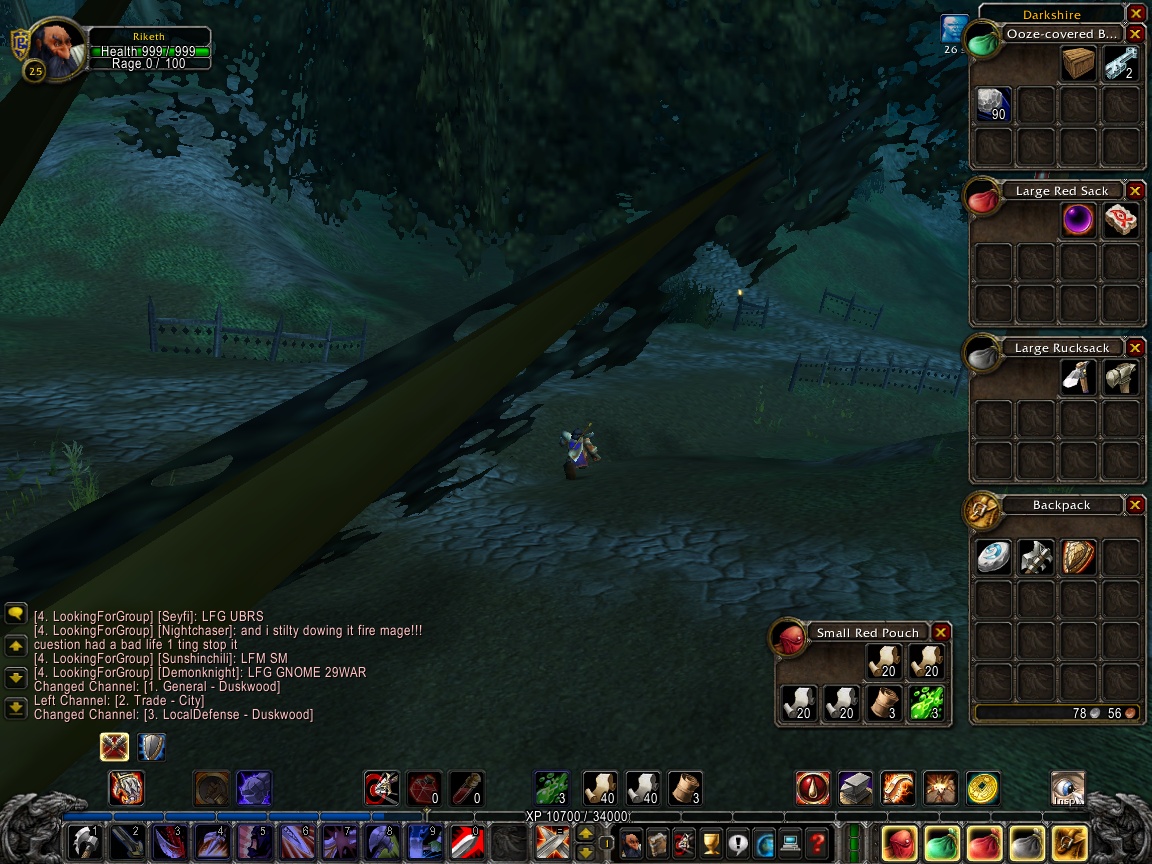 Riketh
Health 999 / 999
25
Rage 0 / 100
Darkshire
Ooze-covered B...
26 s
2
90
Large Red Sack
Large Rucksack
Backpack
78 56
Small Red Pouch
20 20
20 20 3 3
[4. LookingForGroup] [Seyfi]: LFG UBRS
[4. LookingForGroup] [Nightchaser]: and i stilty dowing it fire mage!!!
cuestion had a bad life 1 ting stop it
[4. LookingForGroup] [Sunshinchili]: LFM SM
[4. LookingForGroup] [Demonknight]: LFG GNOME 29WAR
Changed Channel: [1. General - Duskwood]
Left Channel: [2. Trade - City]
Changed Channel: [3. LocalDefense - Duskwood]
0 0 3 40 40 3
Insp
XP 10700 / 34000
1 2 3 4 5 6 7 8 9 0 = 1